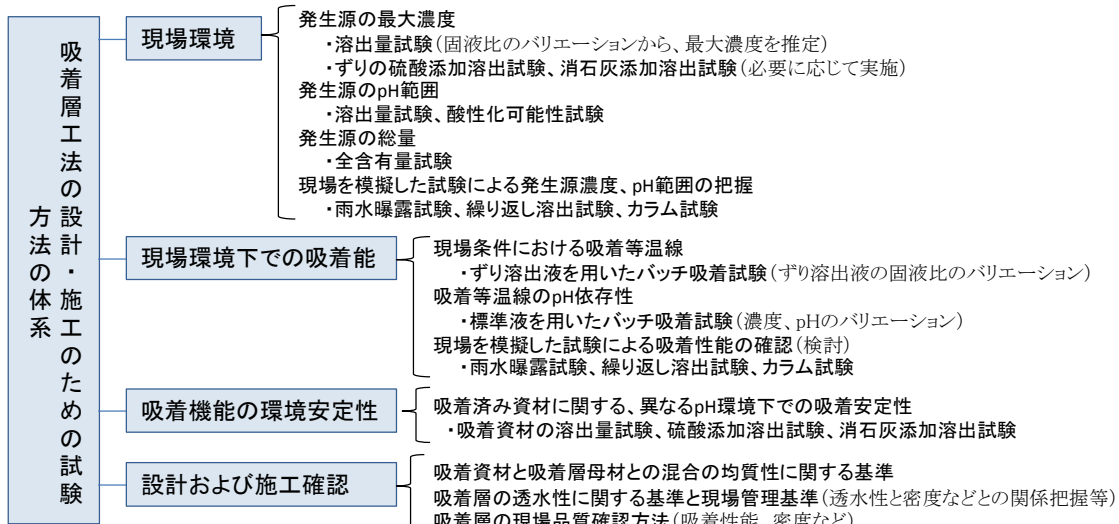 吸着層工法の設計・施工のための試験
方法の体系
現場環境
発生源の最大濃度
・溶出量試験(固液比のバリエーションから、最大濃度を推定)
・ずりの硫酸添加溶出試験、消石灰添加溶出試験(必要に応じて実施)
発生源のpH範囲
・溶出量試験、酸性化可能性試験
発生源の総量
・全含有量試験
現場を模擬した試験による発生源濃度、pH範囲の把握
・雨水曝露試験、繰り返し溶出試験、カラム試験
現場環境下での吸着能
現場条件における吸着等温線
・ずり溶出液を用いたバッチ吸着試験(ずり溶出液の固液比のバリエーション)
吸着等温線のpH依存性
・標準液を用いたバッチ吸着試験(濃度、pHのバリエーション)
現場を模擬した試験による吸着性能の確認(検討)
・雨水曝露試験、繰り返し溶出試験、カラム試験
吸着機能の環境安定性
吸着済み資材に関する、異なるpH環境下での吸着安定性
・吸着資材の溶出量試験、硫酸添加溶出試験、消石灰添加溶出試験
設計および施工確認
吸着資材と吸着層母材との混合の均質性に関する基準
吸着層の透水性に関する基準と現場管理基準(透水性と密度などとの関係把握等)
吸着層の現場品質確認方法(吸着性能、密度など)